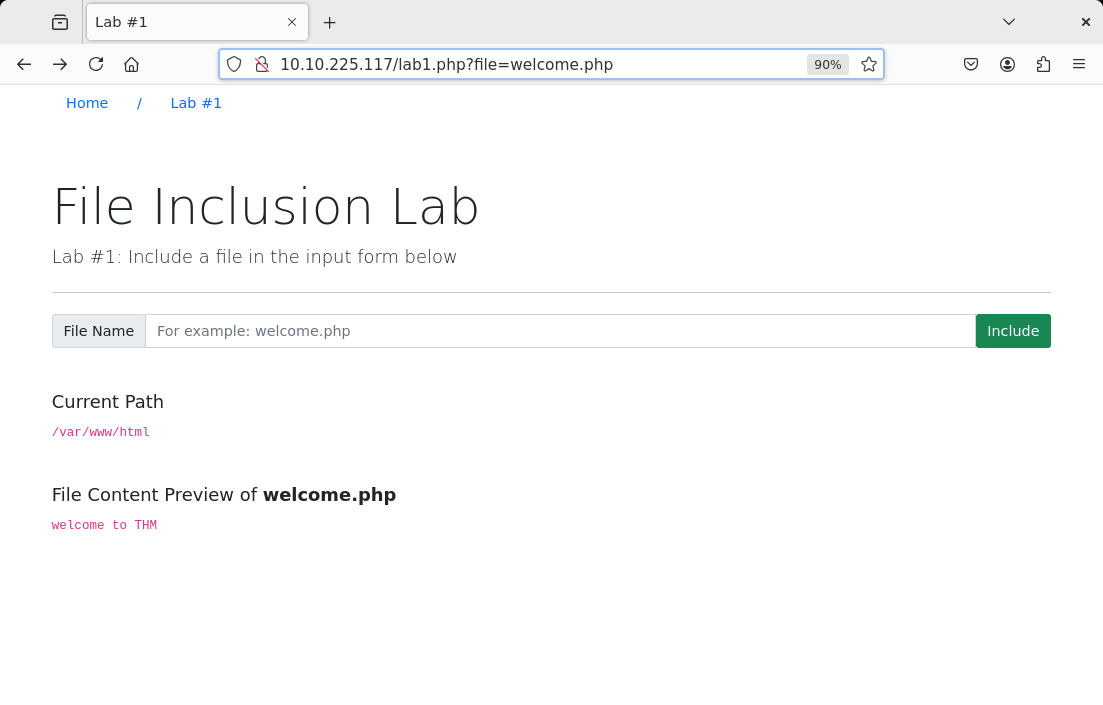 Lab #1
10.10.225.117/lab1.php?file=welcome.php 90%
Home / Lab #1
File Inclusion Lab
Lab #1: Include a file in the input form below
File Name For example: welcome.php Include
Current Path
/var/www/html
File Content Preview of welcome.php
welcome to THM